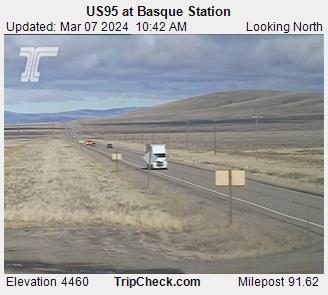 US95 at Basque Station
Updated: Mar 07 2024 10:42 AM Looking North
Elevation 4460 TripCheck.com Milepost 91.62